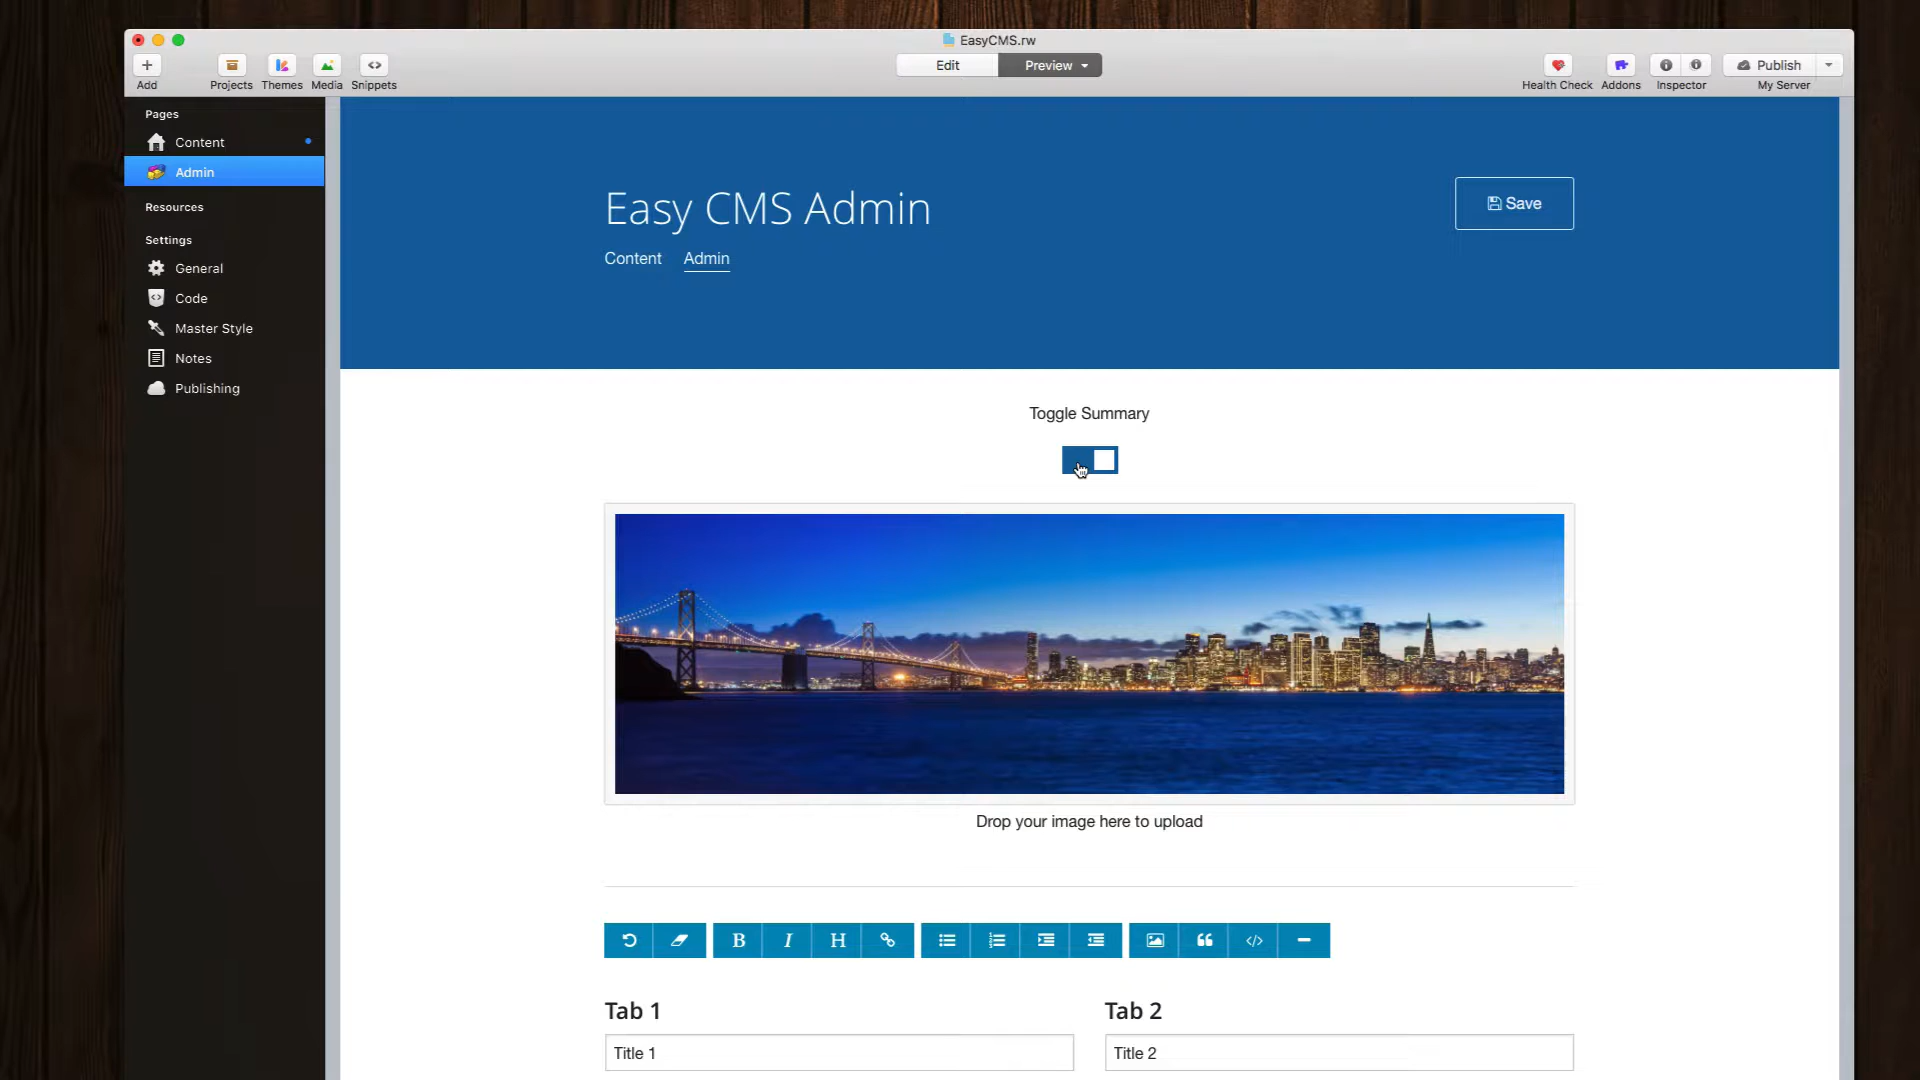 EasyCMS.rw
Edit
Preview
Publish
Add
Projects
Themes
Media
Snippets
Health Check
Addons
Inspector
My Server
Pages
Content
Admin
Resources
Settings
General
Code
Master Style
Notes
Publishing
Easy CMS Admin
Save
Content
Admin
Toggle Summary
Drop your image here to upload
B
I
H
Tab 1
Tab 2
Title 1
Title 2